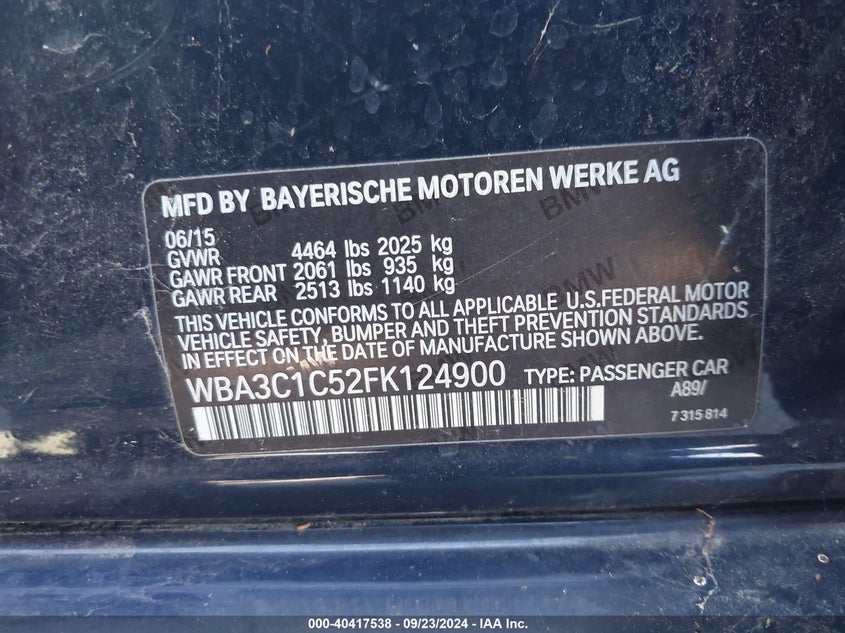 MFD BY BAYERISCHE MOTOREN WERKE AG
06/15
GVWR 4464 lbs 2025 kg
GAWR FRONT 2061 lbs 935 kg
GAWR REAR 2513 lbs 1140 kg
THIS VEHICLE CONFORMS TO ALL APPLICABLE U.S.FEDERAL MOTOR
VEHICLE SAFETY, BUMPER AND THEFT PREVENTION STANDARDS
IN EFFECT ON THE DATE OF MANUFACTURE SHOWN ABOVE.
WBA3C1C52FK124900 TYPE: PASSENGER CAR
A89/
7 315 814
000-40417538 - 09/23/2024 - IAA Inc.